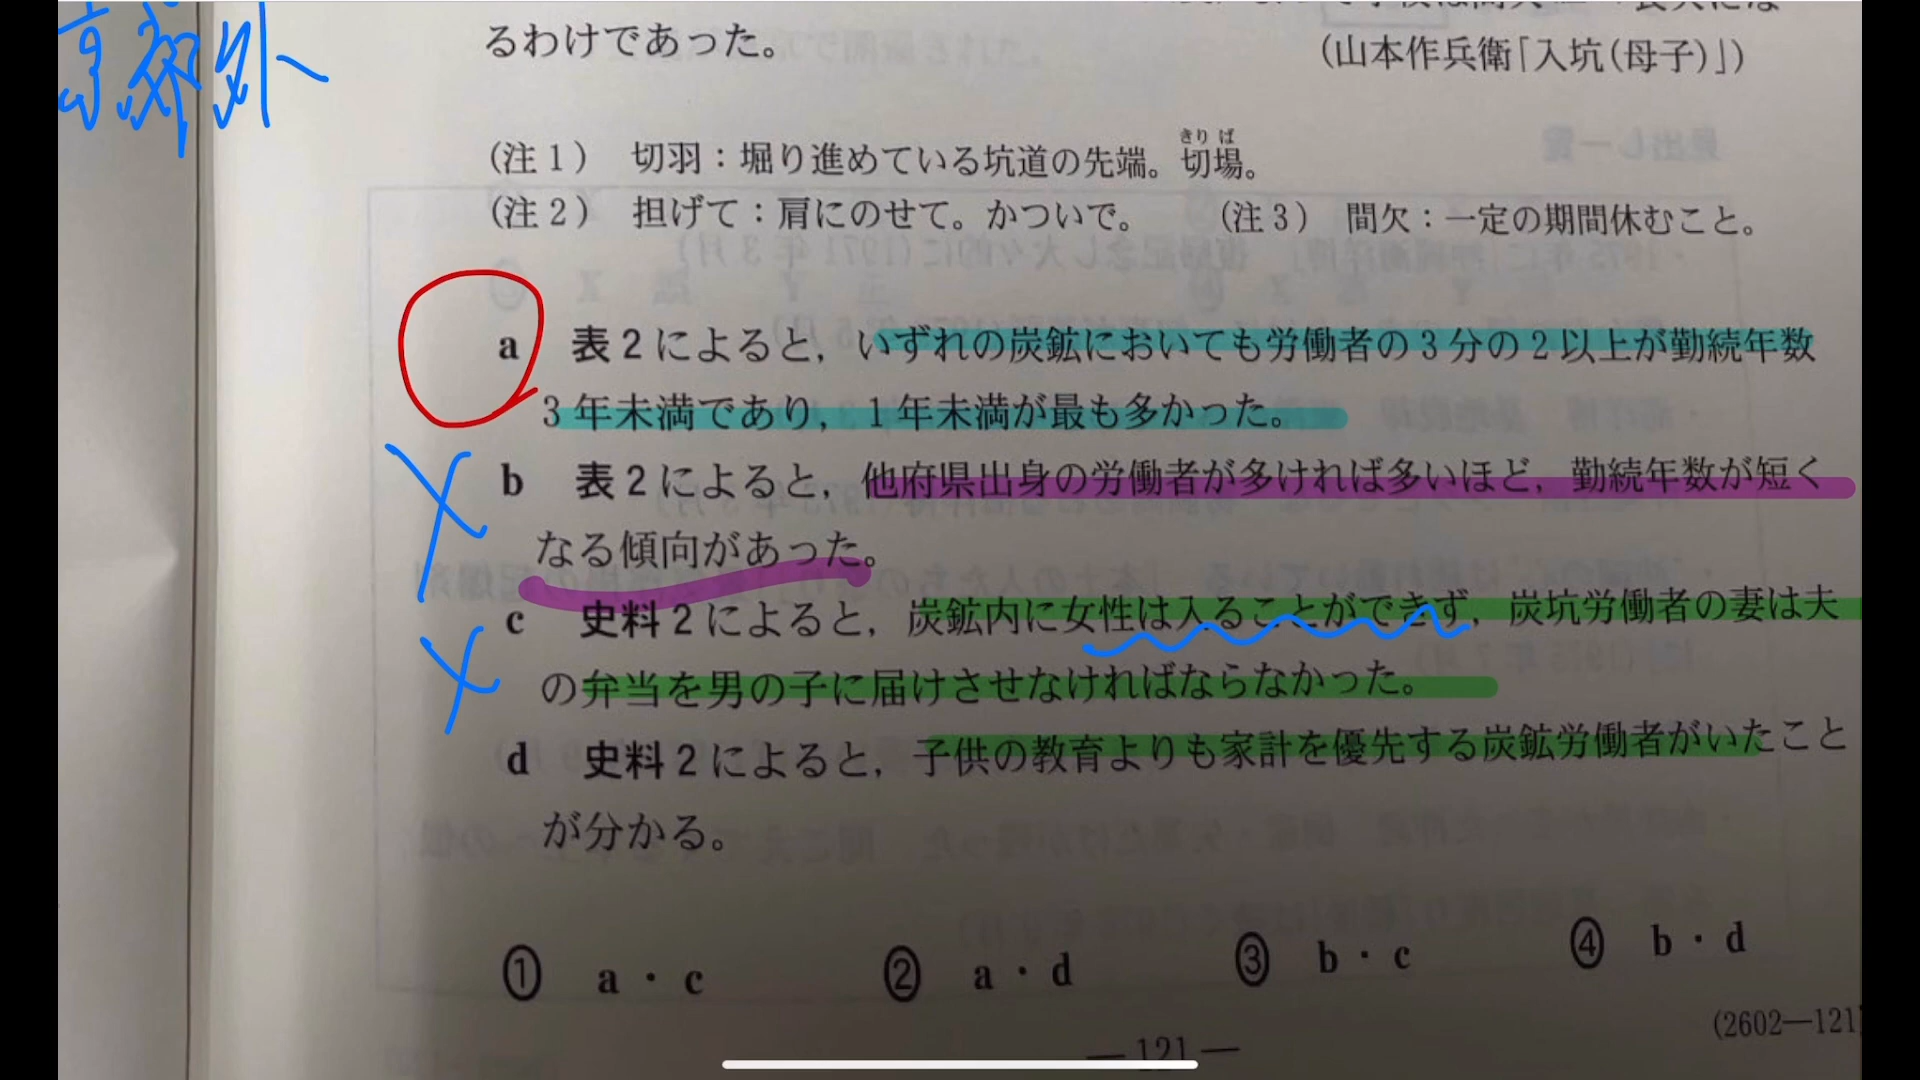 京都外
るわけであった。
(山本作兵衛「入坑(母子)」)
(注1) 切羽：掘り進めている坑道の先端。切場。
きりば
(注2) 担げて：肩にのせて。かついで。 (注3) 間欠：一定の期間休むこと。
a 表2によると，いずれの炭鉱においても労働者の3分の2以上が勤続年数
3年未満であり，1年未満が最も多かった。
b 表2によると，他府県出身の労働者が多ければ多いほど，勤続年数が短く
なる傾向があった。
c 史料2によると，炭鉱内に女性は入ることができず，炭坑労働者の妻は夫
の弁当を男の子に届けさせなければならなかった。
d 史料2によると，子供の教育よりも家計を優先する炭鉱労働者がいたこと
が分かる。
① a・c ② a・d ③ b・c ④ b・d
(2602—121)
— 121 —